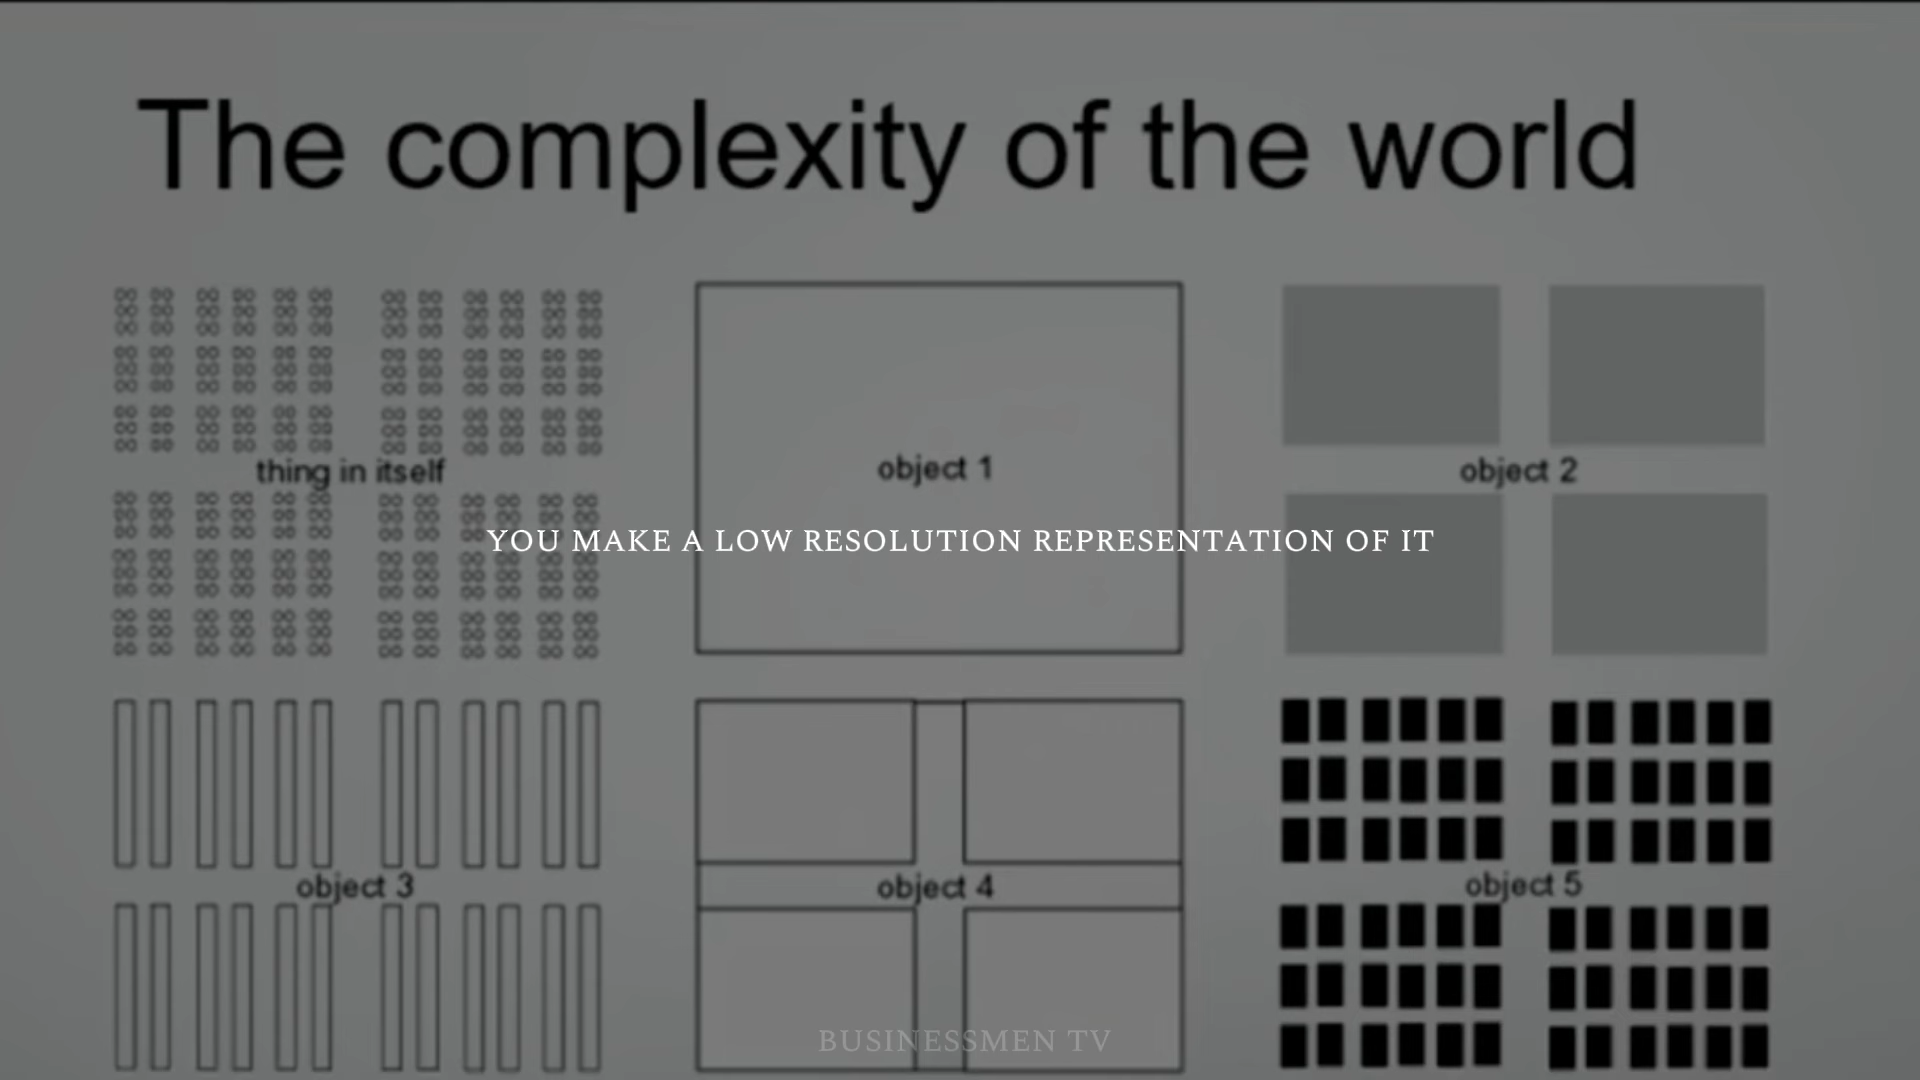 The complexity of the world
thing in itself
object 1
object 2
YOU MAKE A LOW RESOLUTION REPRESENTATION OF IT
object 3
object 4
object 5
BUSINESSMEN TV